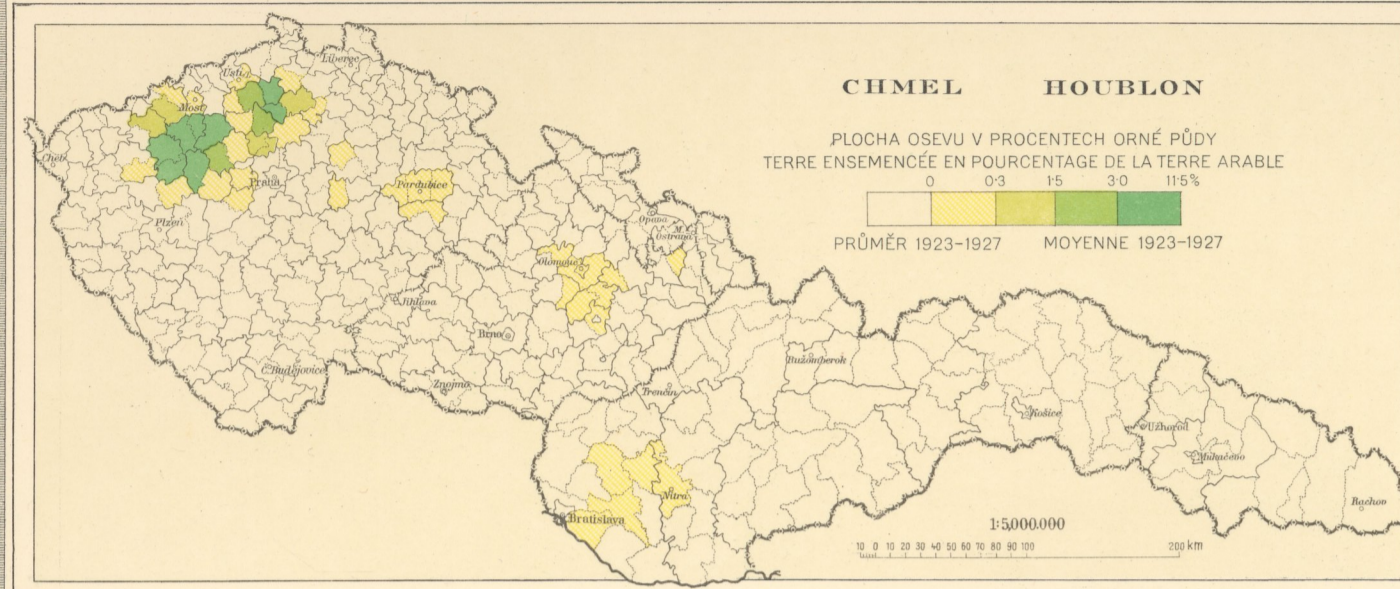 CHMEL HOUBLON
PLOCHA OSEVU V PROCENTECH ORNÉ PŮDY
TERRE ENSEMENCÉE EN POURCENTAGE DE LA TERRE ARABLE
0 0·3 1·5 3·0 11·5%
PRŮMĚR 1923-1927 MOYENNE 1923-1927
Liberec
Ústí
Most
Cheb
Praha
Pardubice
Plzeň
Opava
M. Ostrava
Olomouc
Jihlava
Brno
Č. Budějovice
Znojmo
Ružomberok
Trenčín
Košice
Užhorod
Mukačevo
Nitra
Bratislava
Rachov
1:5,000.000
10 0 10 20 30 40 50 60 70 80 90 100 200 km